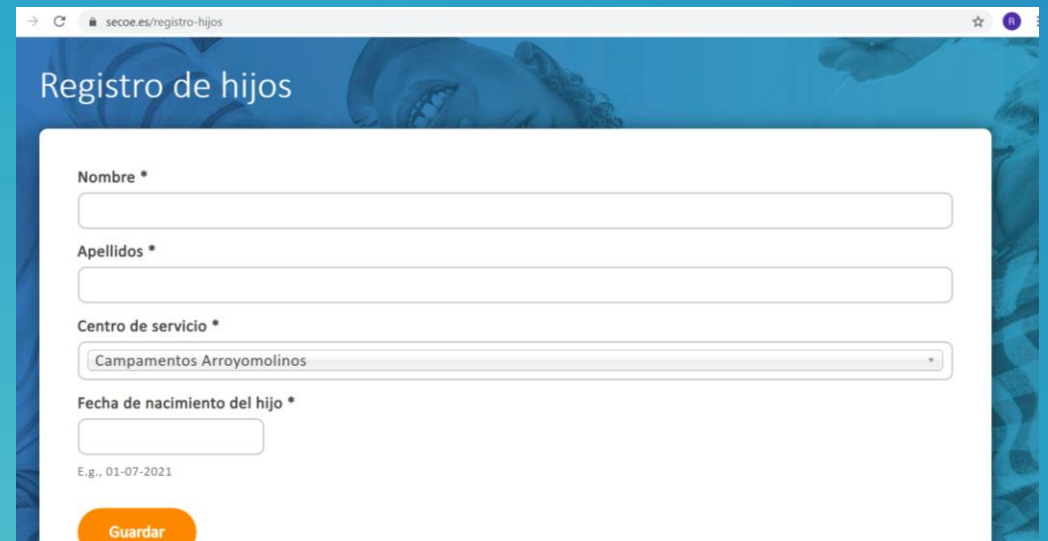 secoe.es/registro-hijos
R
Registro de hijos
Nombre *
Apellidos *
Centro de servicio *
Campamentos Arroyomolinos
Fecha de nacimiento del hijo *
E.g., 01-07-2021
Guardar